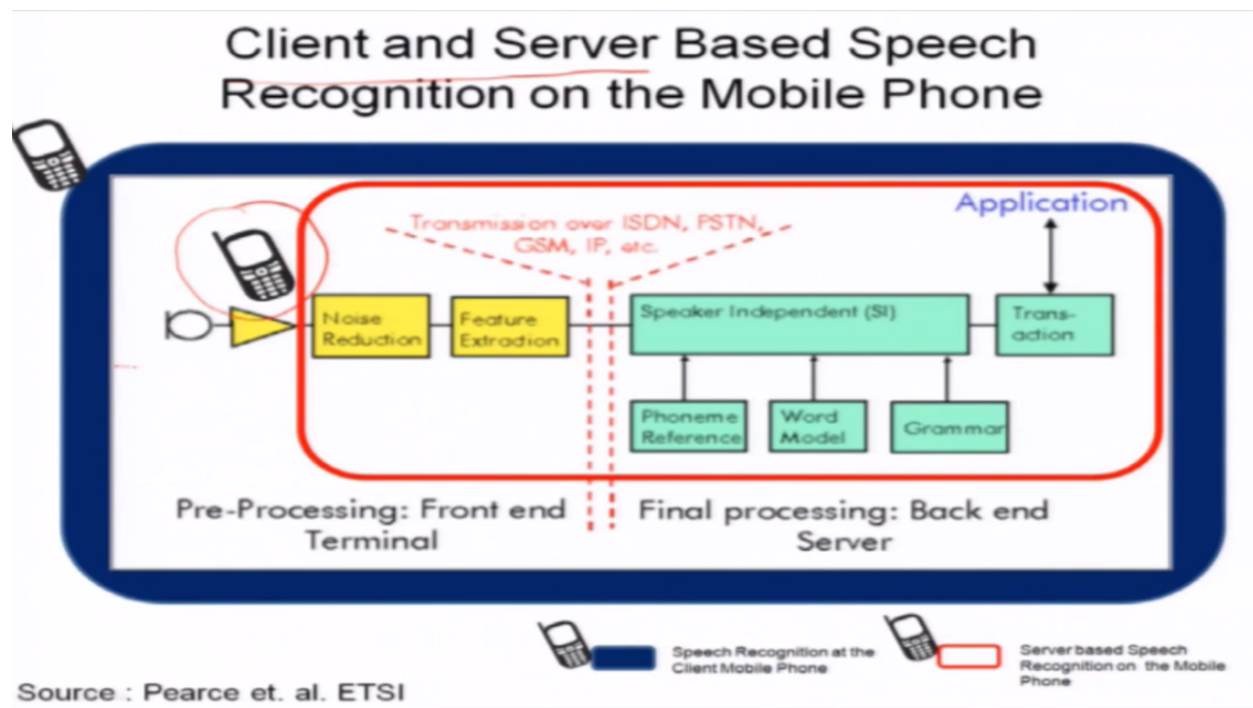 Client and Server Based Speech
Recognition on the Mobile Phone
Transmission over ISDN, PSTN,
GSM, IP, etc.
Application
Noise
Reduction
Feature
Extraction
Speaker Independent (SI)
Trans-
action
Phoneme
Reference
Word
Model
Grammar
Pre-Processing: Front end
Terminal
Final processing: Back end
Server
Speech Recognition at the
Client Mobile Phone
Server based Speech
Recognition on the Mobile
Phone
Source : Pearce et. al. ETSI